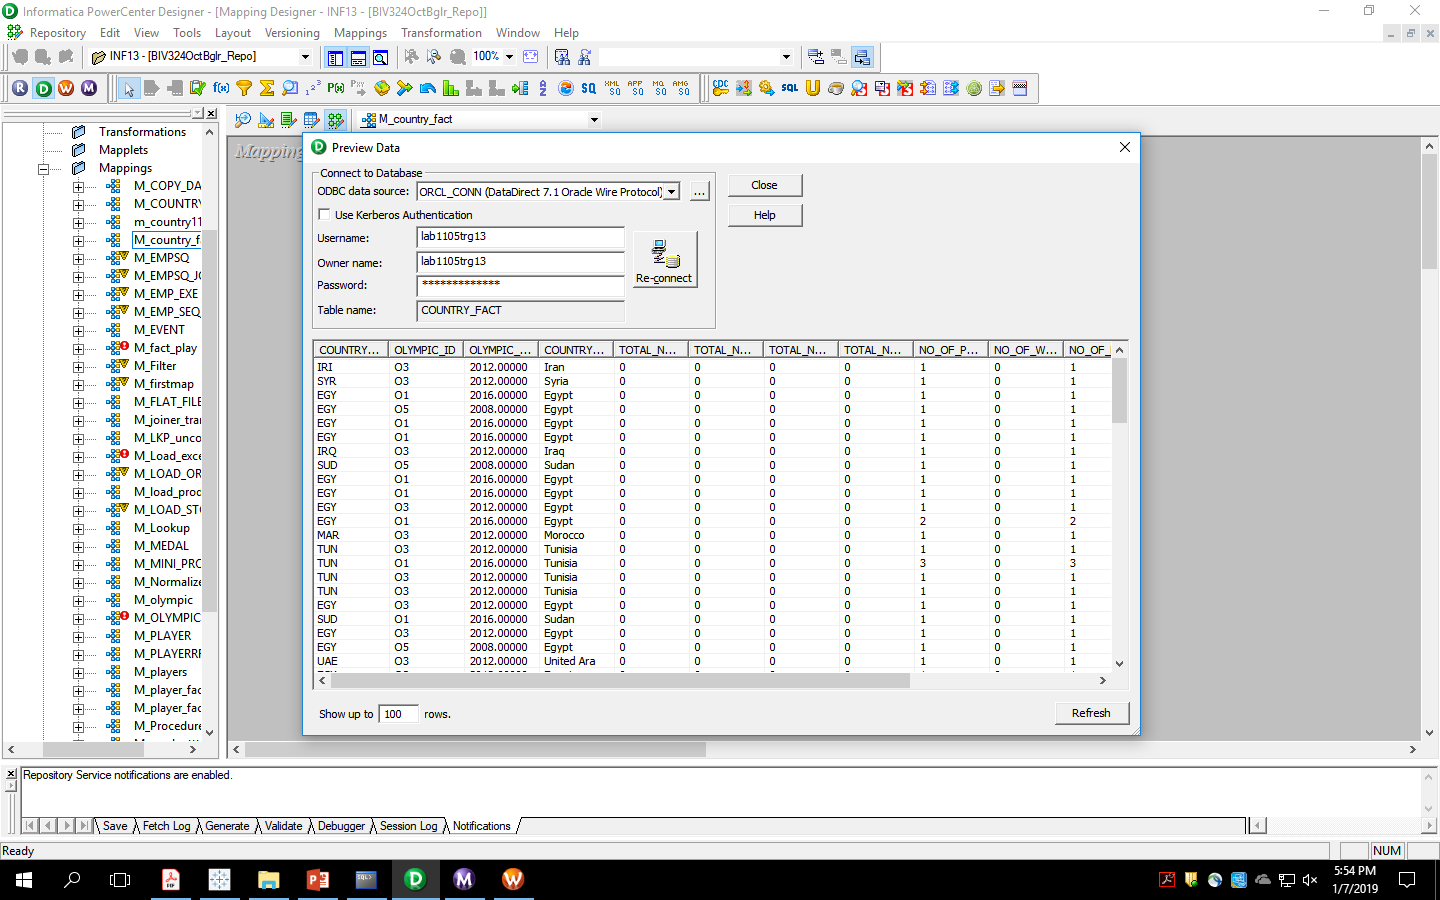 Informatica PowerCenter Designer - [Mapping Designer - INF13 - [BIV324OctBglr_Repo]]
Repository Edit View Tools Layout Versioning Mappings Transformation Window Help
INF13 - [BIV324OctBglr_Repo] 100%
M_country_fact
Transformations
Mapplets
Mappings
M_COPY_DA
M_COUNTRY
m_country11
M_country_fa
M_EMPSQ
M_EMPSQ_JC
M_EMP_EXE
M_EMP_SEQ
M_EVENT
M_fact_play
M_Filter
M_firstmap
M_FLAT_FILE
M_joiner_trar
M_LKP_unco
M_Load_exce
M_LOAD_OR
M_load_prod
M_LOAD_STC
M_Lookup
M_MEDAL
M_MINI_PRO
M_Normalize
M_olympic
M_OLYMPIC
M_PLAYER
M_PLAYERRF
M_players
M_player_fac
M_player_fac
M_Procedure
Mapping
Preview Data
Connect to Database
ODBC data source: ORCL_CONN (DataDirect 7.1 Oracle Wire Protocol) ...
Use Kerberos Authentication
Username: lab1105trg13
Owner name: lab1105trg13
Password: *************
Table name: COUNTRY_FACT
Re-connect
Close
Help
COUNTRY... OLYMPIC_ID OLYMPIC_... COUNTRY... TOTAL_N... TOTAL_N... TOTAL_N... TOTAL_N... NO_OF_P... NO_OF_W... NO_OF_
IRI O3 2012.00000 Iran 0 0 0 0 1 0 1
SYR O3 2012.00000 Syria 0 0 0 0 1 0 1
EGY O1 2016.00000 Egypt 0 0 0 0 1 0 1
EGY O5 2008.00000 Egypt 0 0 0 0 1 0 1
EGY O1 2016.00000 Egypt 0 0 0 0 1 0 1
EGY O1 2016.00000 Egypt 0 0 0 0 1 0 1
IRQ O3 2012.00000 Iraq 0 0 0 0 1 0 1
SUD O5 2008.00000 Sudan 0 0 0 0 1 0 1
EGY O1 2016.00000 Egypt 0 0 0 0 1 0 1
EGY O1 2016.00000 Egypt 0 0 0 0 1 0 1
EGY O3 2012.00000 Egypt 0 0 0 0 1 0 1
EGY O1 2016.00000 Egypt 0 0 0 0 2 0 2
MAR O3 2012.00000 Morocco 0 0 0 0 1 0 1
TUN O3 2012.00000 Tunisia 0 0 0 0 1 0 1
TUN O1 2016.00000 Tunisia 0 0 0 0 3 0 3
TUN O3 2012.00000 Tunisia 0 0 0 0 1 0 1
TUN O3 2012.00000 Tunisia 0 0 0 0 1 0 1
EGY O3 2012.00000 Egypt 0 0 0 0 1 0 1
SUD O1 2016.00000 Sudan 0 0 0 0 1 0 1
EGY O3 2012.00000 Egypt 0 0 0 0 1 0 1
EGY O5 2008.00000 Egypt 0 0 0 0 1 0 1
UAE O3 2012.00000 United Ara 0 0 0 0 1 0 1
Show up to 100 rows.
Refresh
Repository Service notifications are enabled.
Save Fetch Log Generate Validate Debugger Session Log Notifications
Ready
NUM
5:54 PM
1/7/2019